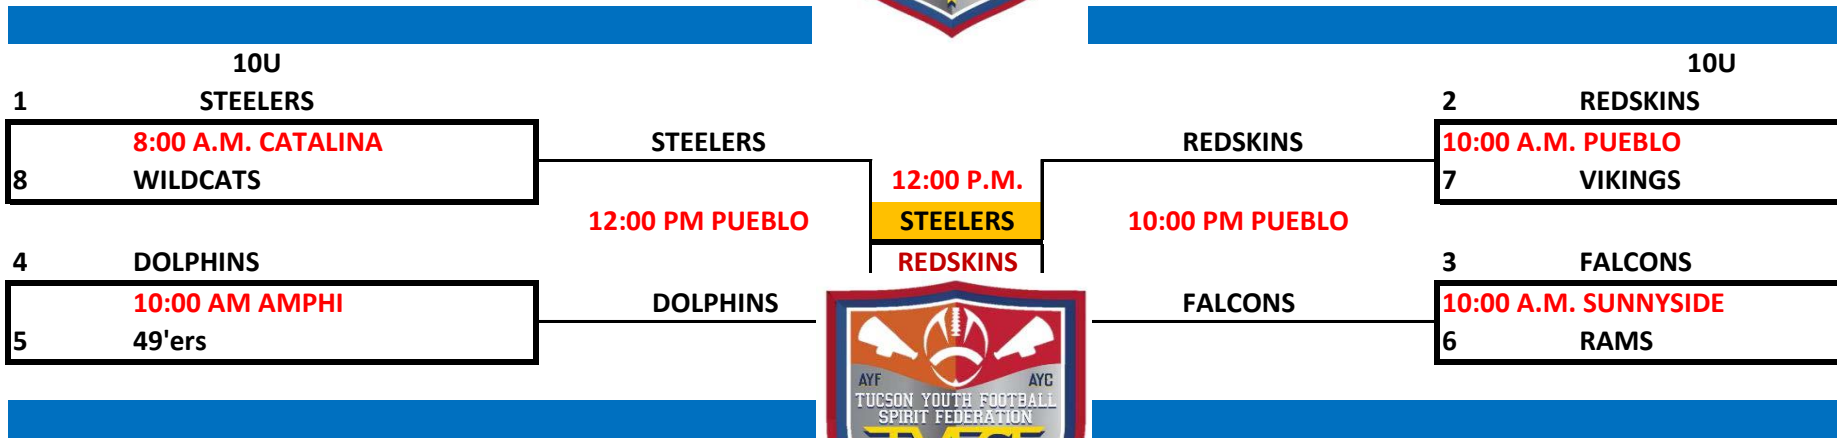 10U
10U
1 STEELERS
2 REDSKINS
8:00 A.M. CATALINA
STEELERS
REDSKINS
10:00 A.M. PUEBLO
8 WILDCATS
12:00 P.M.
7 VIKINGS
12:00 PM PUEBLO
STEELERS
10:00 PM PUEBLO
4 DOLPHINS
REDSKINS
3 FALCONS
10:00 AM AMPHI
DOLPHINS
FALCONS
10:00 A.M. SUNNYSIDE
5 49'ers
6 RAMS
AYF AYC
TUCSON YOUTH FOOTBALL
SPIRIT FEDERATION